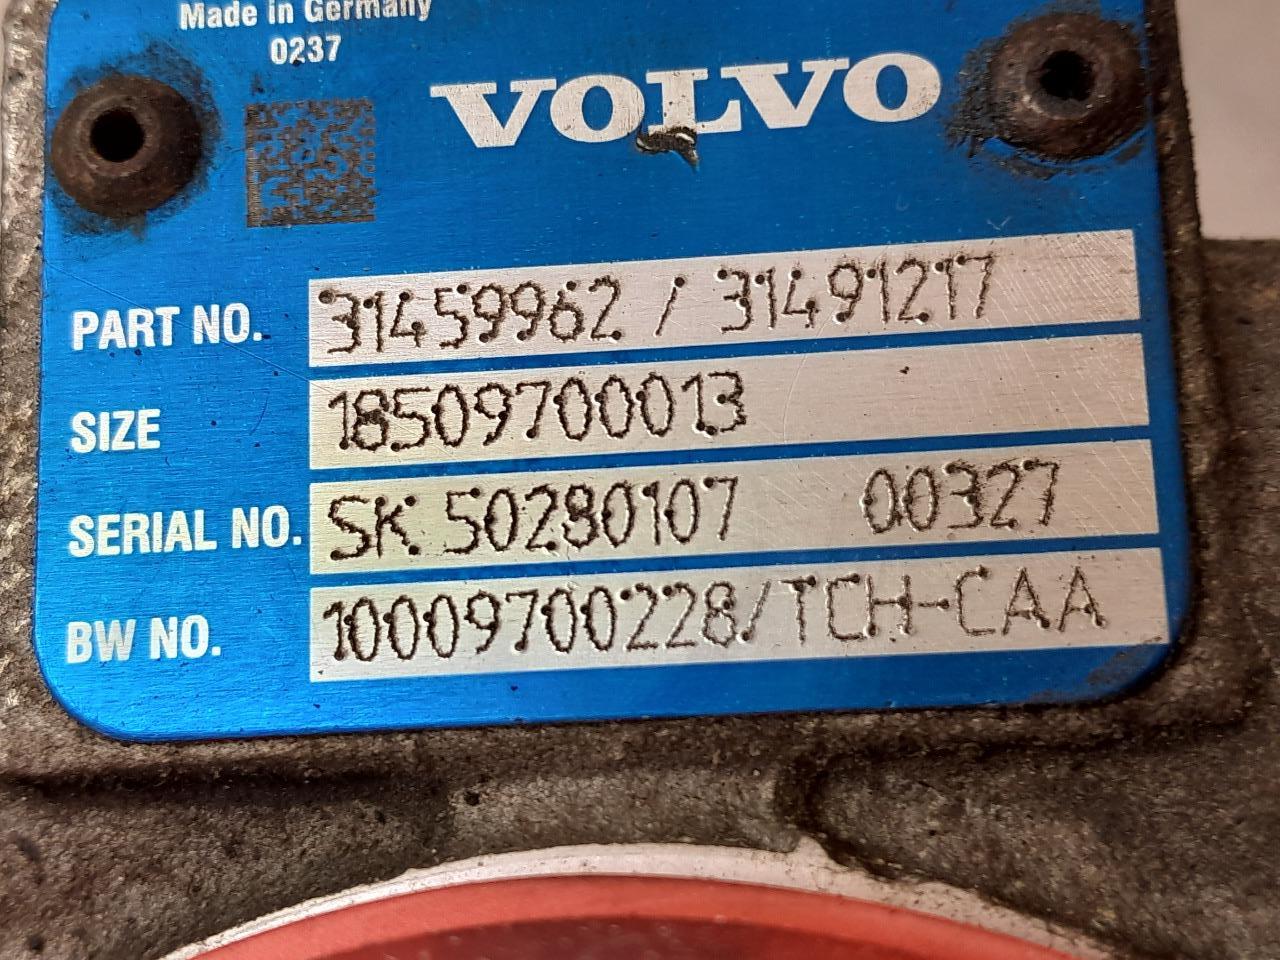 Made in Germany
0237
VOLVO
PART NO. 31459962 / 31491217
SIZE 18509700013
SERIAL NO. SK 50280107 00327
BW NO. 10009700228/TCH-CAA